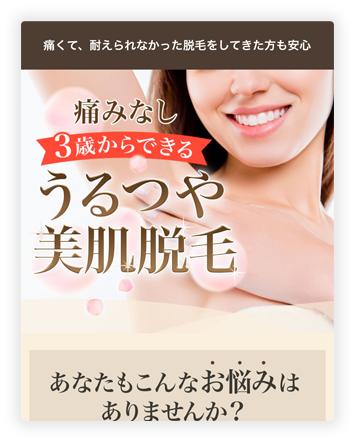 痛くて、耐えられなかった脱毛をしてきた方も安心
痛みなし
3歳からできる
うるつや
美肌脱毛
あなたもこんなお悩みは
ありませんか？